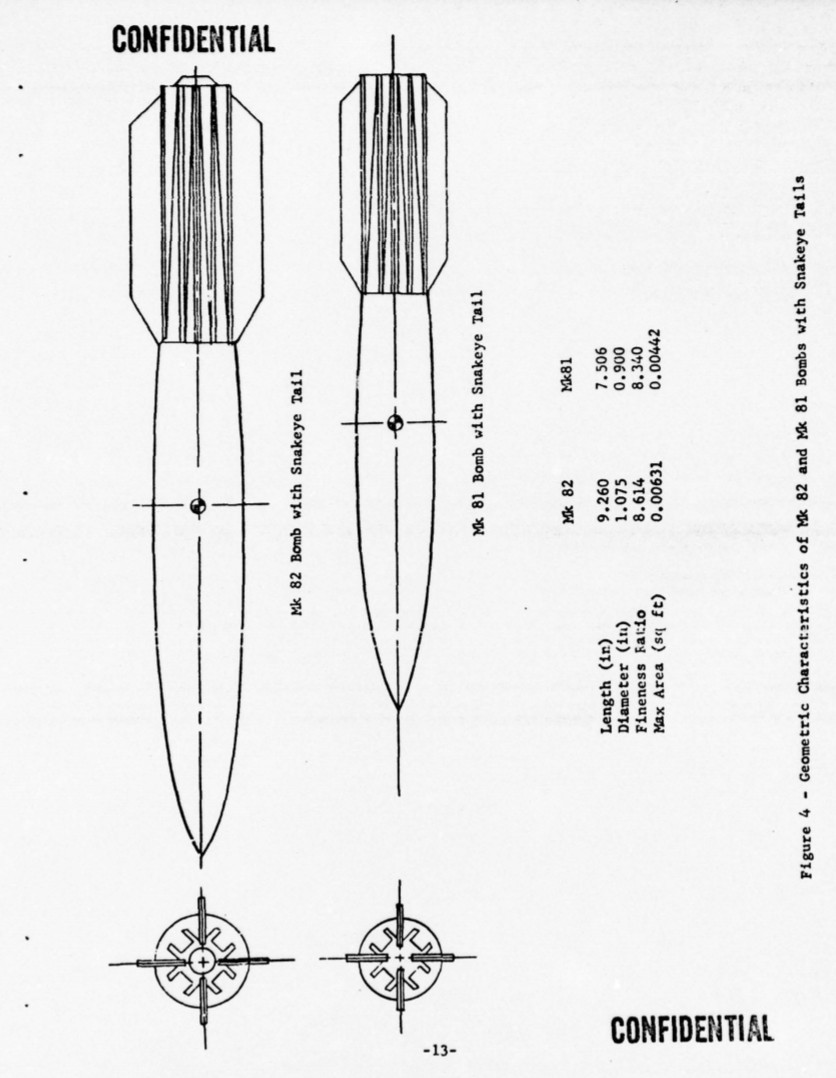 CONFIDENTIAL
Mk 82 Bomb with Snakeye Tail
Mk 81 Bomb with Snakeye Tail
Mk 82 Mk81
Length (in) 9.260 7.506
Diameter (in) 1.075 0.900
Fineness Ratio 8.614 8.340
Max Area (sq ft) 0.00631 0.00442
Figure 4 - Geometric Characteristics of Mk 82 and Mk 81 Bombs with Snakeye Tails
CONFIDENTIAL
-13-